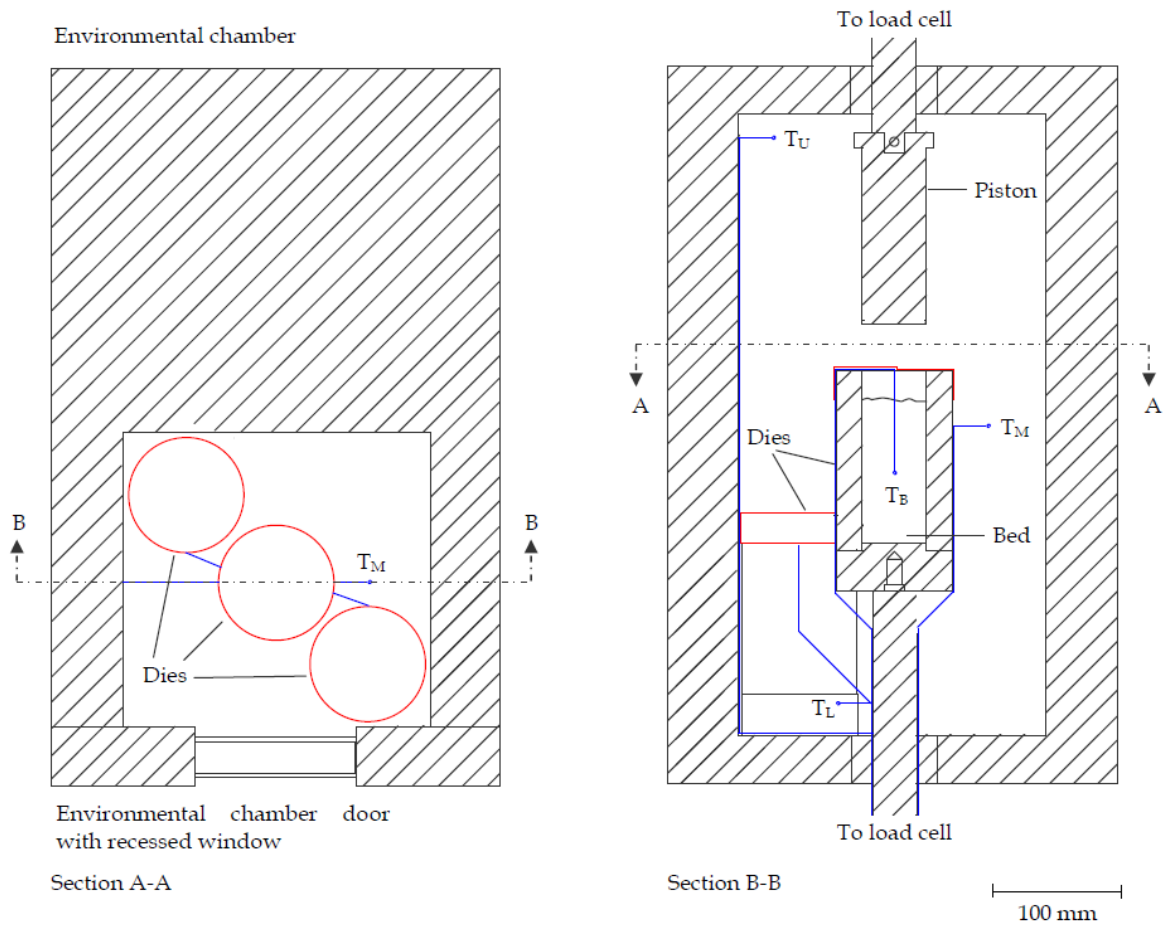 Environmental chamber
B
B
T_M
Dies
Environmental chamber door
with recessed window
Section A-A
To load cell
T_U
Piston
A
A
T_M
Dies
T_B
Bed
T_L
To load cell
Section B-B
100 mm